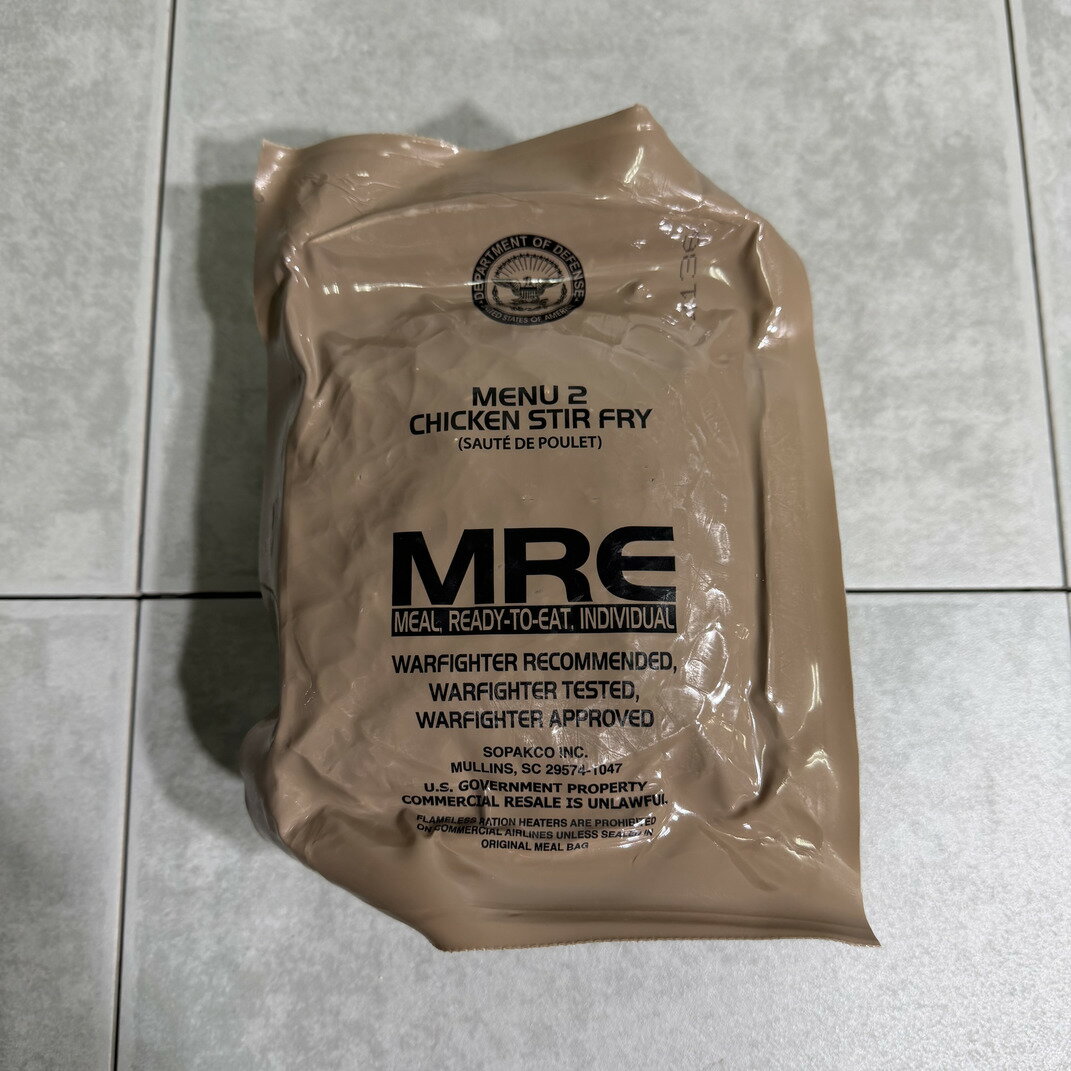 DEPARTMENT OF DEFENSE
UNITED STATES OF AMERICA
MENU 2
CHICKEN STIR FRY
(SAUTÉ DE POULET)
MRE
MEAL, READY-TO-EAT, INDIVIDUAL
WARFIGHTER RECOMMENDED,
WARFIGHTER TESTED,
WARFIGHTER APPROVED
SOPAKCO INC.
MULLINS, SC 29574-1047
U.S. GOVERNMENT PROPERTY
COMMERCIAL RESALE IS UNLAWFUL
FLAMELESS RATION HEATERS ARE PROHIBITED
ON COMMERCIAL AIRLINES UNLESS SEALED IN
ORIGINAL MEAL BAG